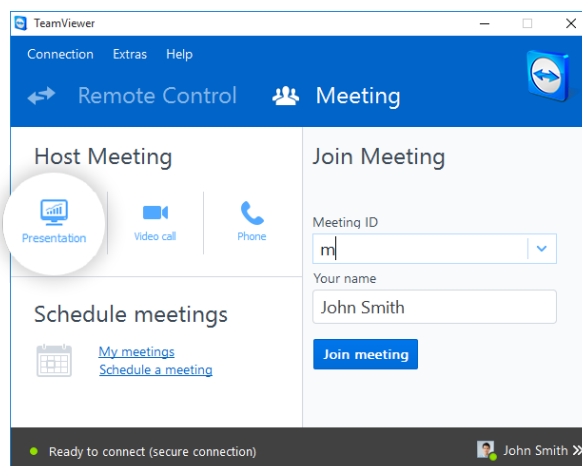 TeamViewer
Connection Extras Help
Remote Control Meeting
Host Meeting
Presentation Video call Phone
Schedule meetings
My meetings
Schedule a meeting
Join Meeting
Meeting ID
m
Your name
John Smith
Join meeting
Ready to connect (secure connection) John Smith